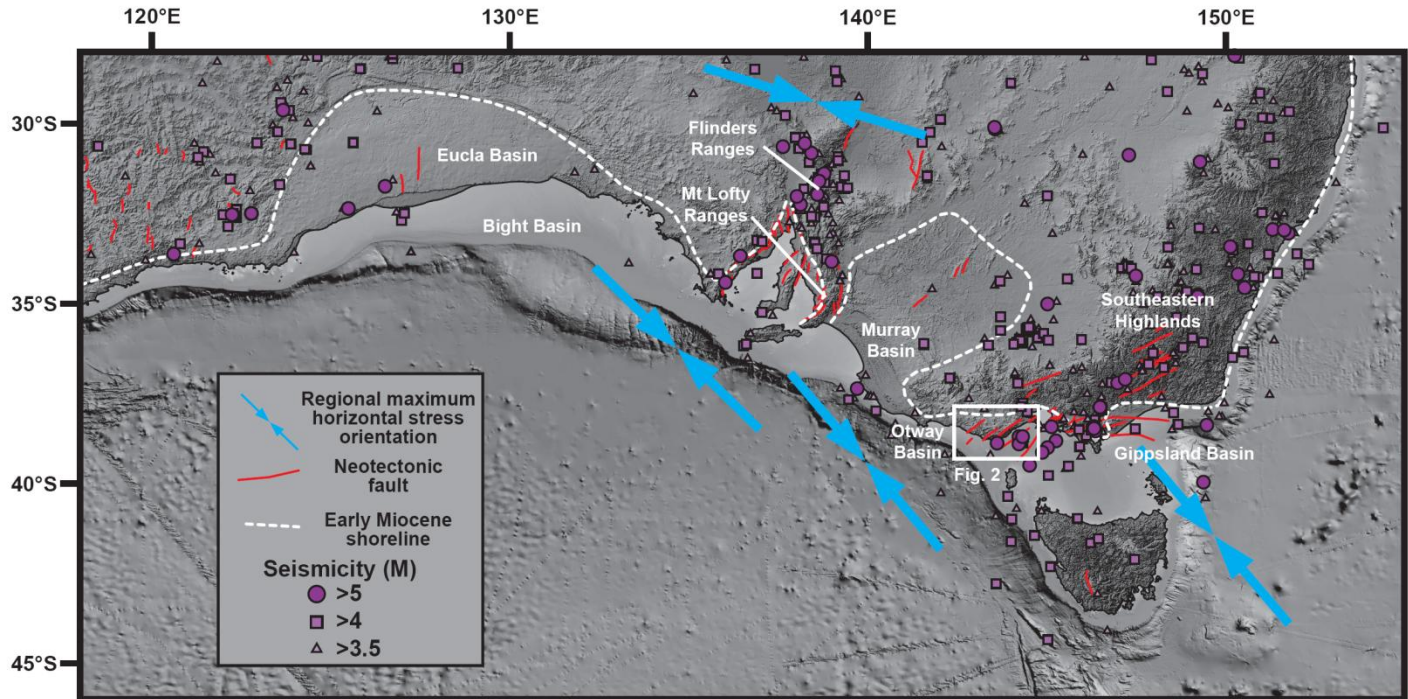 120°E
130°E
140°E
150°E
30°S
35°S
40°S
45°S
Flinders
Ranges
Eucla Basin
Mt Lofty
Ranges
Bight Basin
Southeastern
Highlands
Murray
Basin
Otway
Basin
Gippsland Basin
Fig. 2
Regional maximum
horizontal stress
orientation
Neotectonic
fault
Early Miocene
shoreline
Seismicity (M)
>5
>4
>3.5